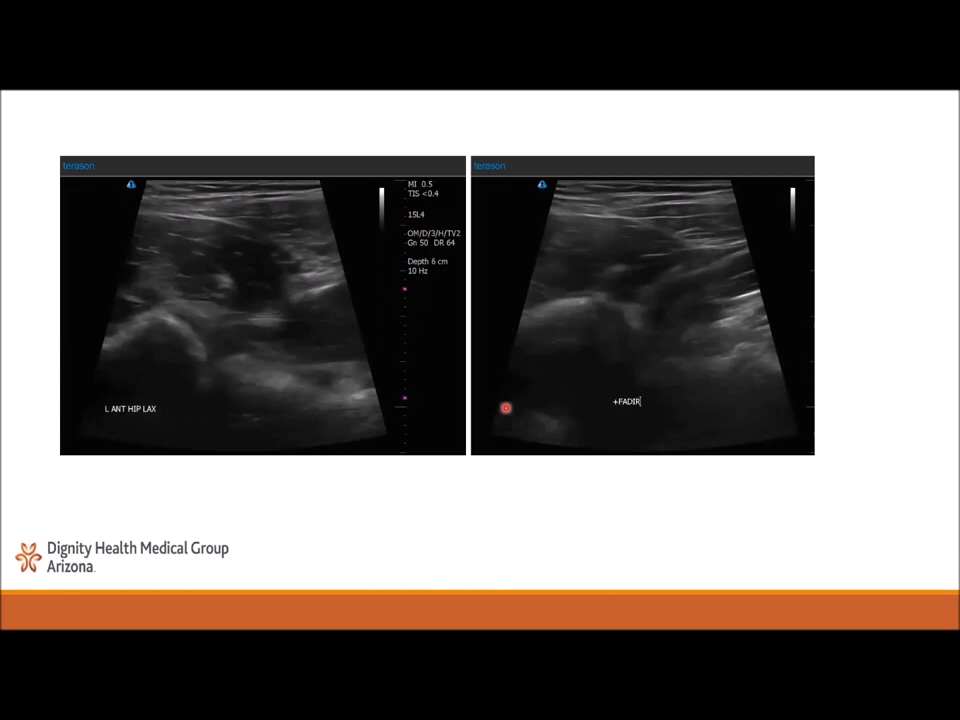 terason
MI 0.5
TIS <0.4
15L4
OM/D/3/H/TV2
Gn 50 DR 64
Depth 6 cm
10 Hz
L ANT HIP LAX
terason
+FADIR
Dignity Health Medical Group
Arizona.